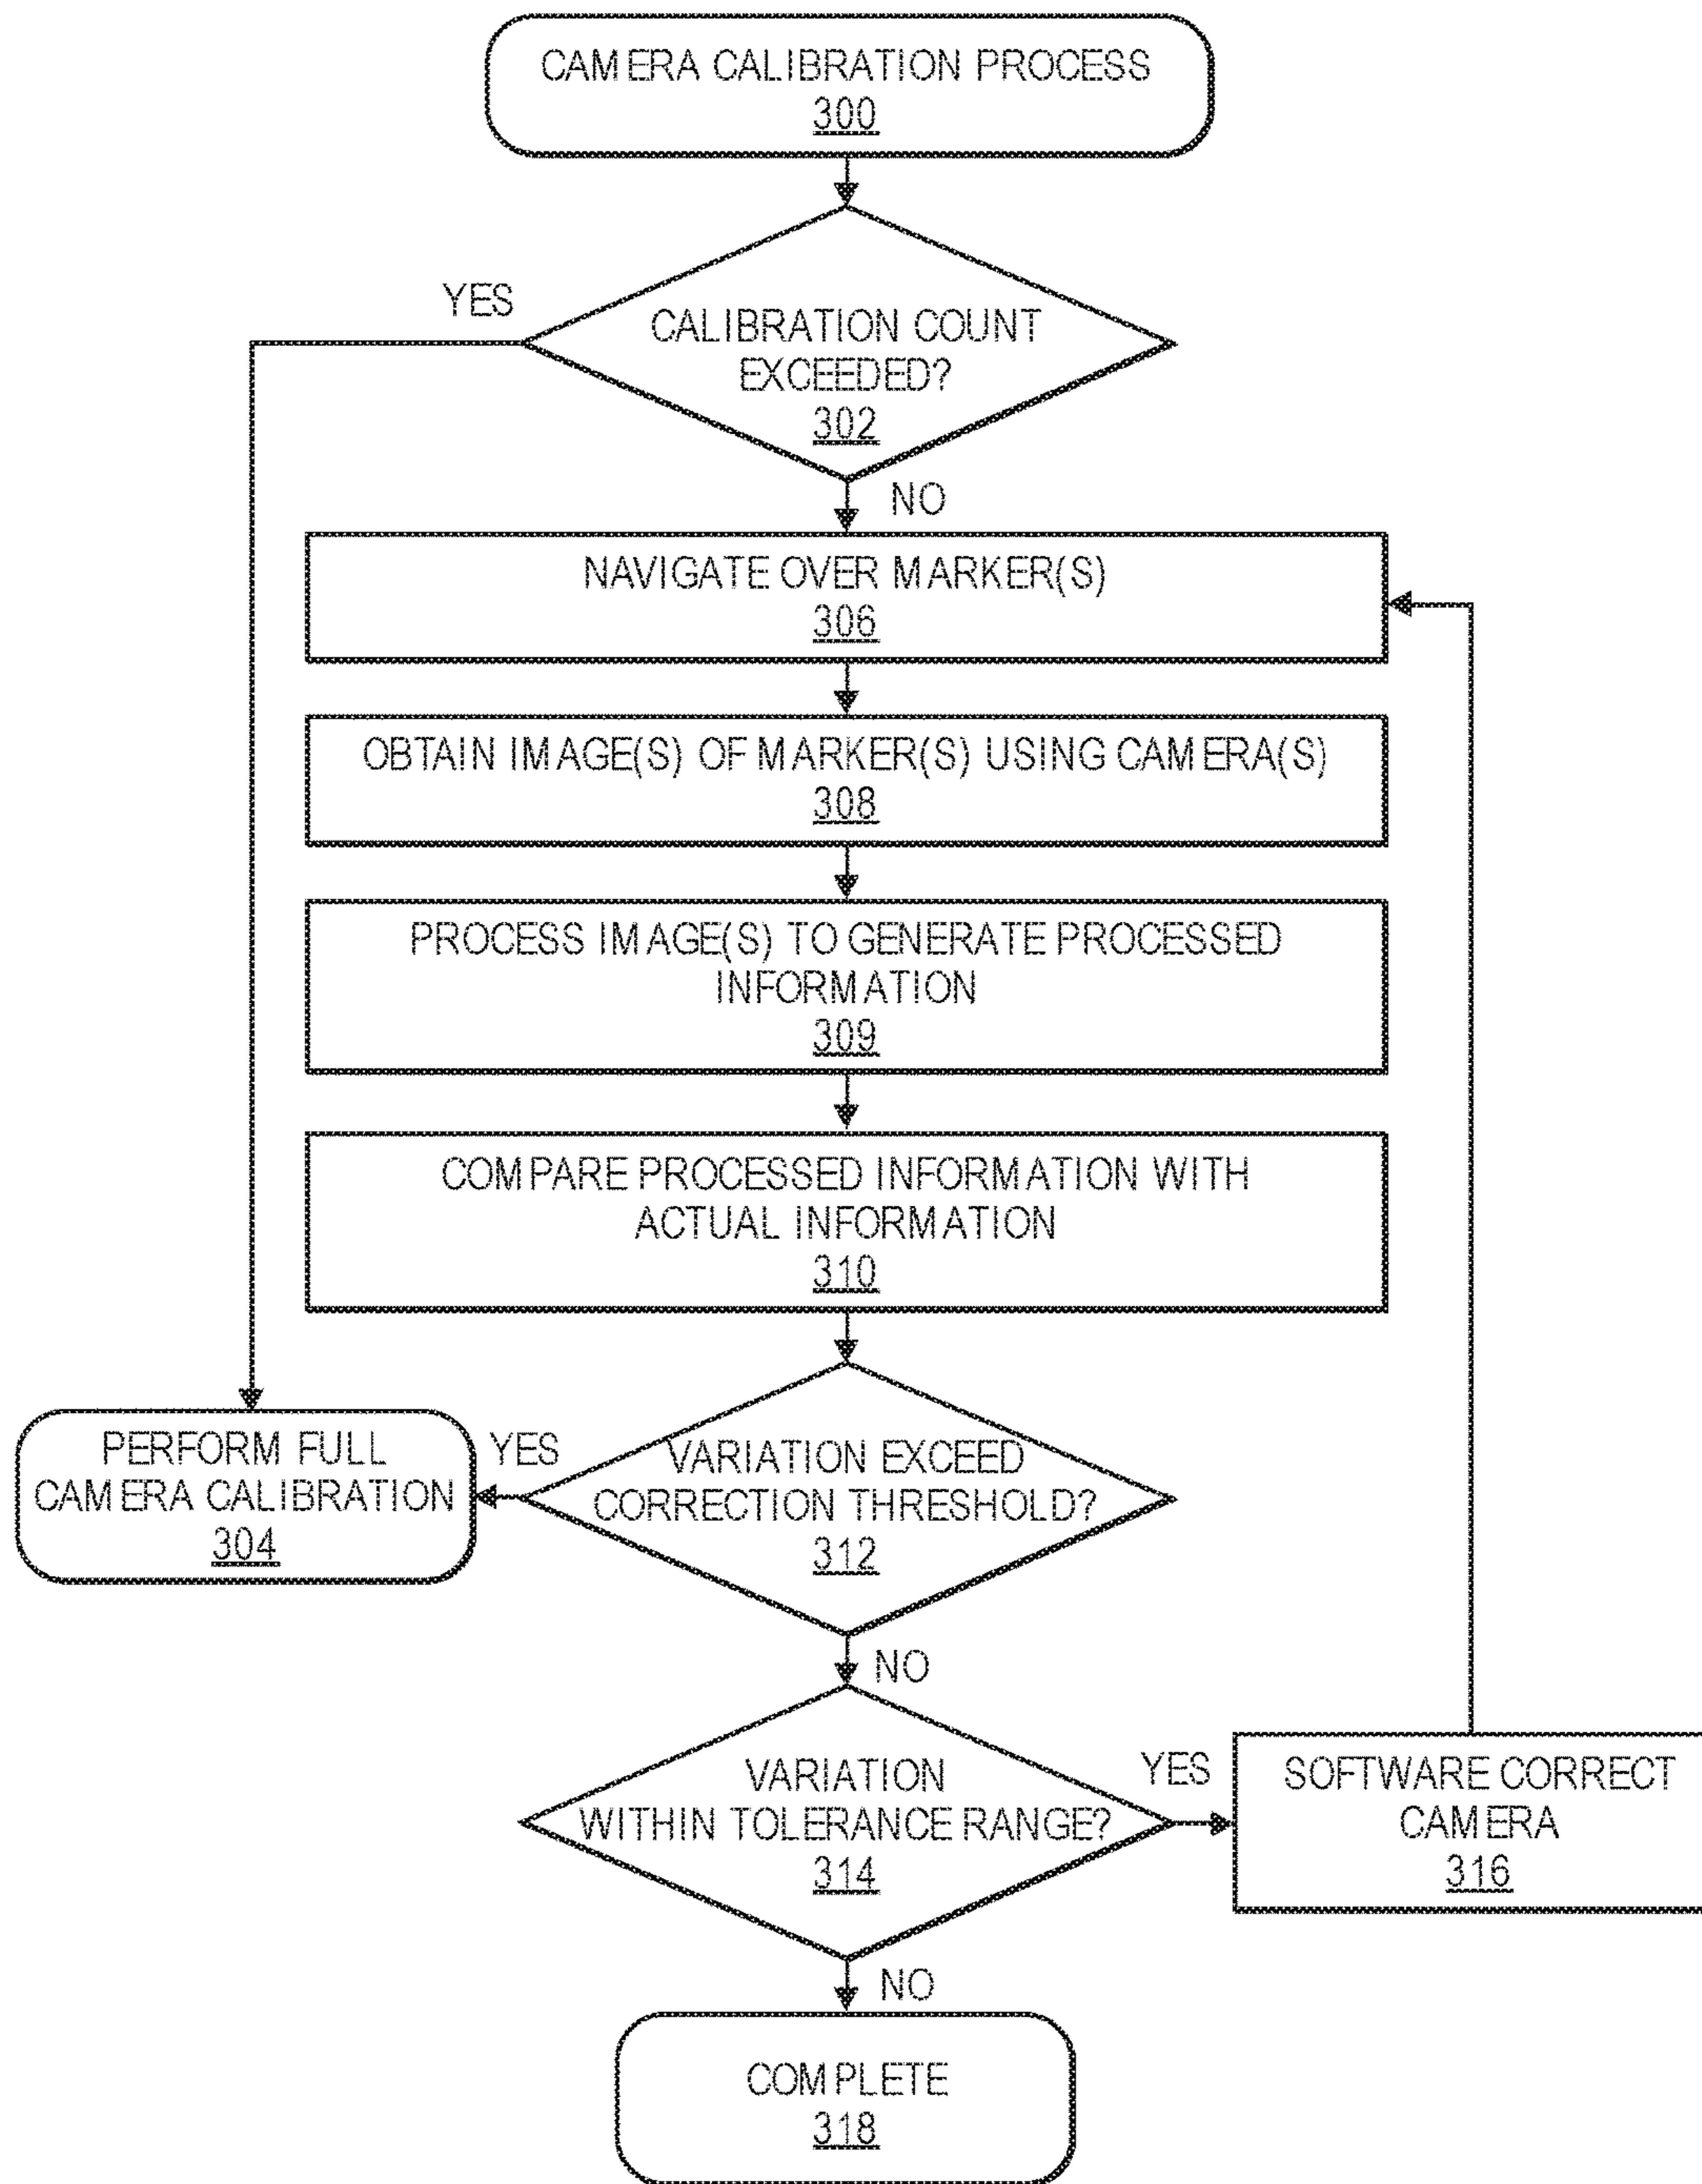 CAMERA CALIBRATION PROCESS
300
YES
CALIBRATION COUNT
EXCEEDED?
302
NO
NAVIGATE OVER MARKER(S)
306
OBTAIN IMAGE(S) OF MARKER(S) USING CAMERA(S)
308
PROCESS IMAGE(S) TO GENERATE PROCESSED
INFORMATION
309
COMPARE PROCESSED INFORMATION WITH
ACTUAL INFORMATION
310
PERFORM FULL
CAMERA CALIBRATION
304
YES
VARIATION EXCEED
CORRECTION THRESHOLD?
312
NO
VARIATION
WITHIN TOLERANCE RANGE?
314
YES
SOFTWARE CORRECT
CAMERA
316
NO
COMPLETE
318